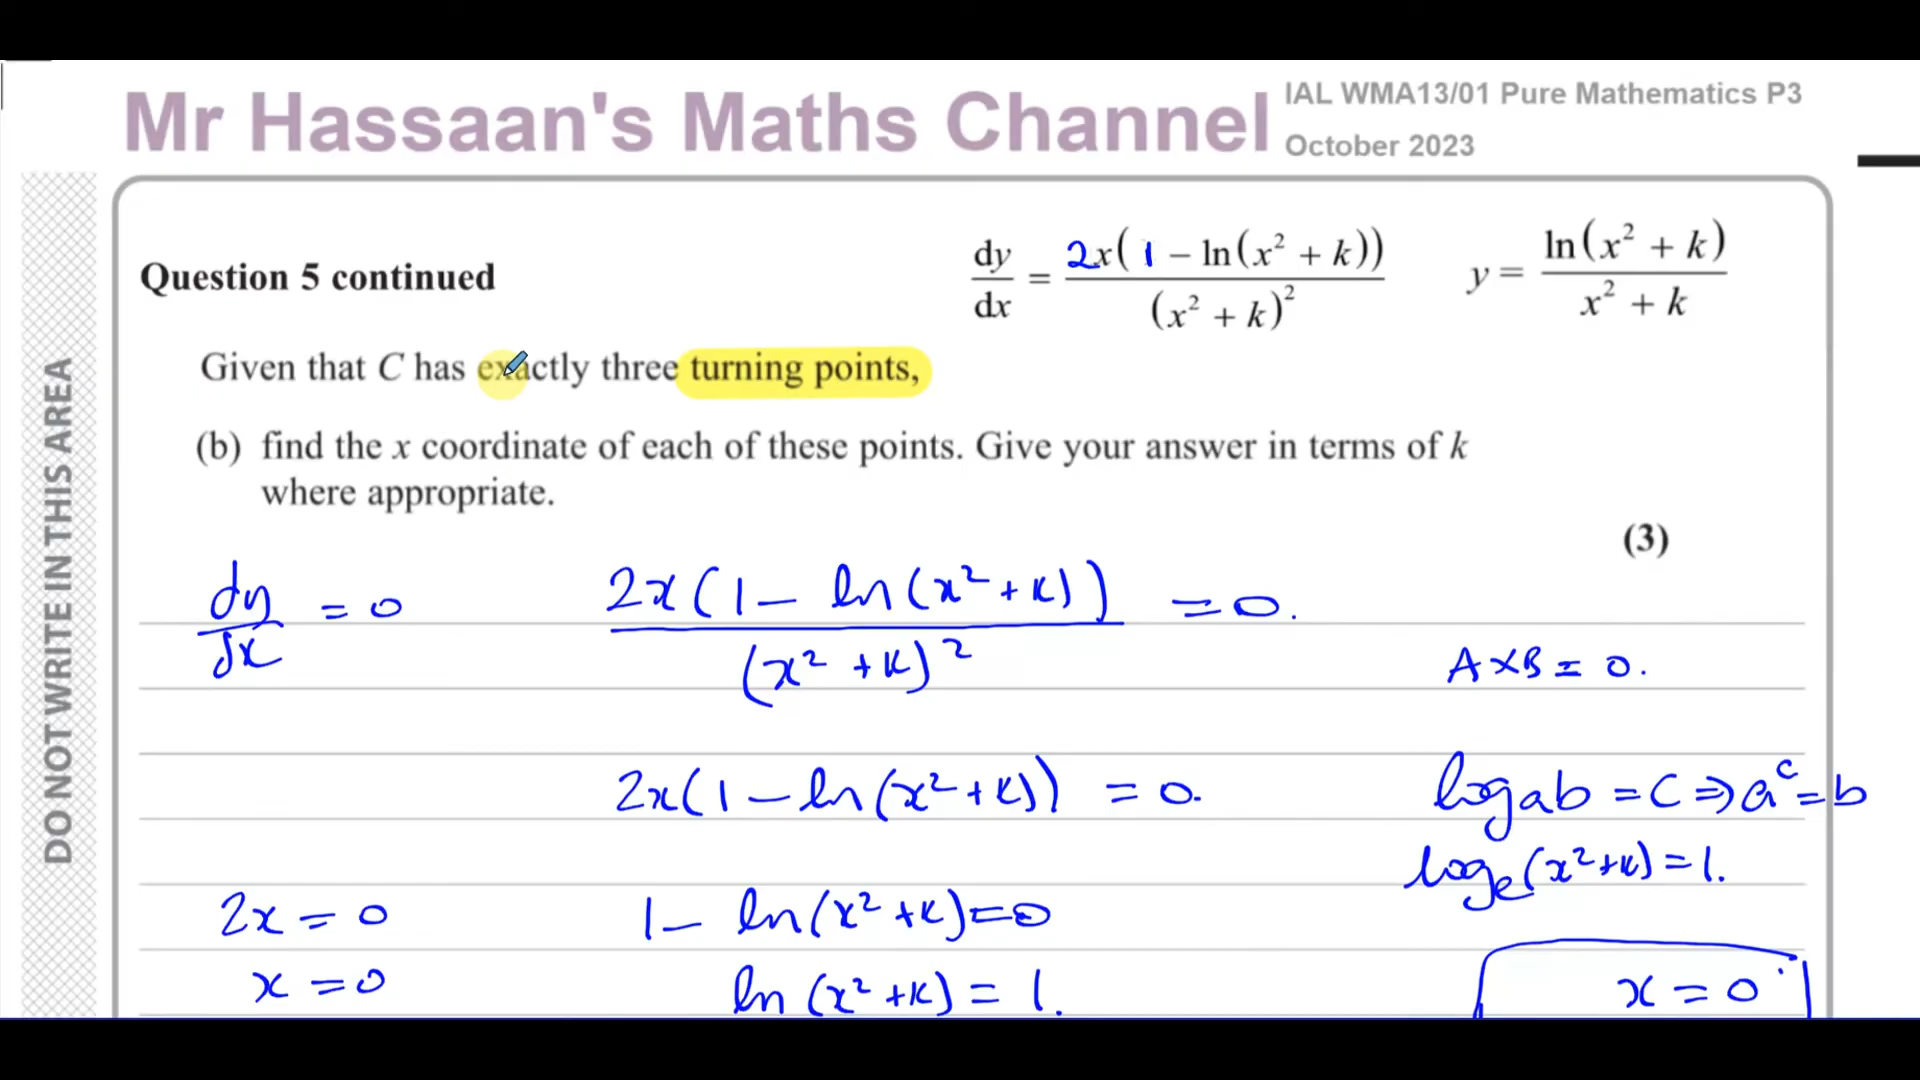 Mr Hassaan's Maths Channel
IAL WMA13/01 Pure Mathematics P3
October 2023
DO NOT WRITE IN THIS AREA
Question 5 continued
dy/dx = 2x(1 − ln(x² + k))/(x² + k)²
y = ln(x² + k)/(x² + k)
Given that C has exactly three turning points,
(b) find the x coordinate of each of these points. Give your answer in terms of k
where appropriate.
(3)
dy/dx = 0
2x(1 − ln(x² + k))/(x² + k)² = 0.
A×B = 0.
2x(1 − ln(x² + k)) = 0.
log a b = c ⇒ a^c = b
logₑ(x² + k) = 1.
2x = 0
1 − ln(x² + k) = 0
x = 0
ln(x² + k) = 1.
x = 0